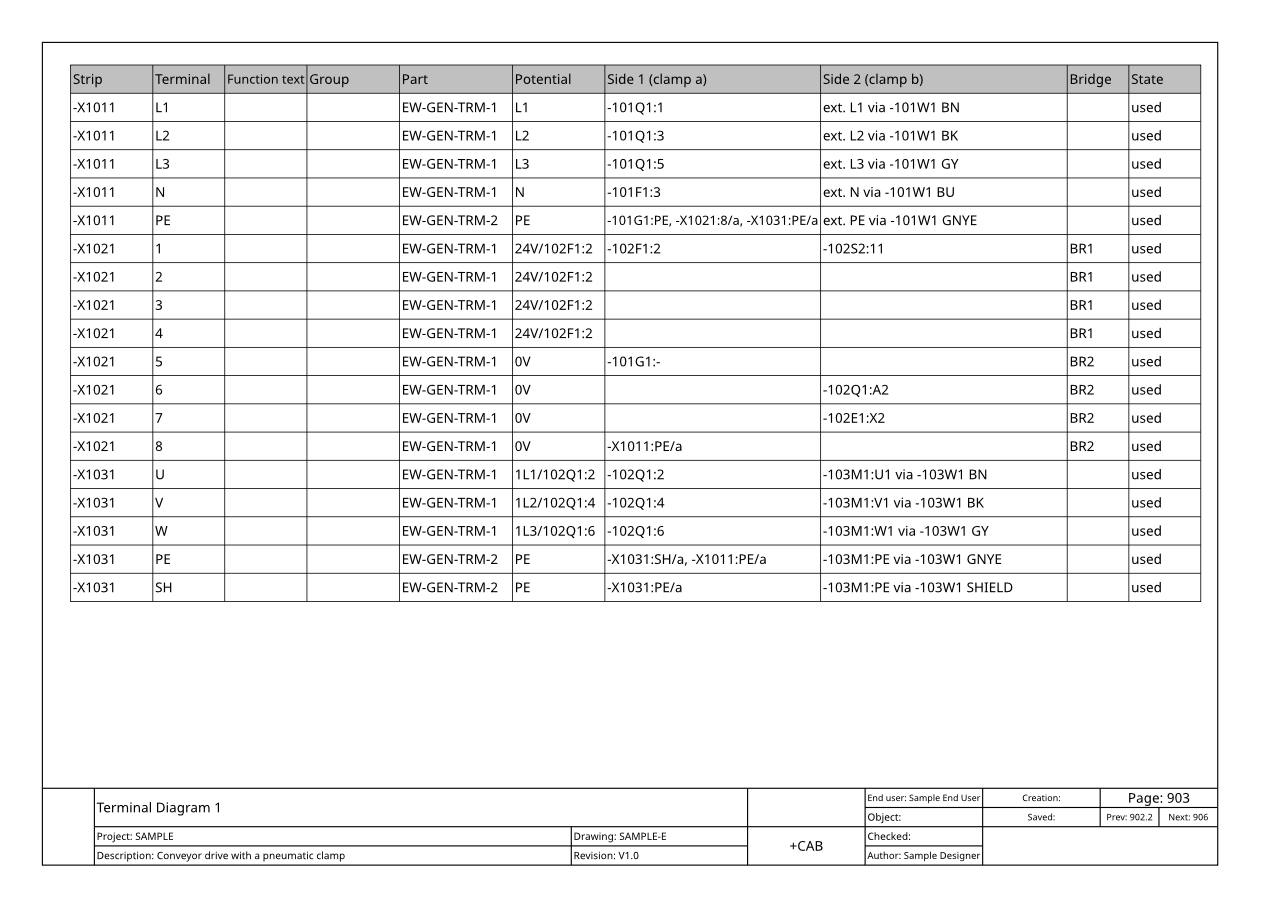 Strip Terminal Function text Group Part Potential Side 1 (clamp a) Side 2 (clamp b) Bridge State
-X1011 L1 EW-GEN-TRM-1 L1 -101Q1:1 ext. L1 via -101W1 BN used
-X1011 L2 EW-GEN-TRM-1 L2 -101Q1:3 ext. L2 via -101W1 BK used
-X1011 L3 EW-GEN-TRM-1 L3 -101Q1:5 ext. L3 via -101W1 GY used
-X1011 N EW-GEN-TRM-1 N -101F1:3 ext. N via -101W1 BU used
-X1011 PE EW-GEN-TRM-2 PE -101G1:PE, -X1021:8/a, -X1031:PE/a ext. PE via -101W1 GNYE used
-X1021 1 EW-GEN-TRM-1 24V/102F1:2 -102F1:2 -102S2:11 BR1 used
-X1021 2 EW-GEN-TRM-1 24V/102F1:2 BR1 used
-X1021 3 EW-GEN-TRM-1 24V/102F1:2 BR1 used
-X1021 4 EW-GEN-TRM-1 24V/102F1:2 BR1 used
-X1021 5 EW-GEN-TRM-1 0V -101G1:- BR2 used
-X1021 6 EW-GEN-TRM-1 0V -102Q1:A2 BR2 used
-X1021 7 EW-GEN-TRM-1 0V -102E1:X2 BR2 used
-X1021 8 EW-GEN-TRM-1 0V -X1011:PE/a BR2 used
-X1031 U EW-GEN-TRM-1 1L1/102Q1:2 -102Q1:2 -103M1:U1 via -103W1 BN used
-X1031 V EW-GEN-TRM-1 1L2/102Q1:4 -102Q1:4 -103M1:V1 via -103W1 BK used
-X1031 W EW-GEN-TRM-1 1L3/102Q1:6 -102Q1:6 -103M1:W1 via -103W1 GY used
-X1031 PE EW-GEN-TRM-2 PE -X1031:SH/a, -X1011:PE/a -103M1:PE via -103W1 GNYE used
-X1031 SH EW-GEN-TRM-2 PE -X1031:PE/a -103M1:PE via -103W1 SHIELD used
Terminal Diagram 1
Project: SAMPLE Drawing: SAMPLE-E
Description: Conveyor drive with a pneumatic clamp Revision: V1.0
+CAB
End user: Sample End User Creation: Page: 903
Object: Saved: Prev: 902.2 Next: 906
Checked:
Author: Sample Designer